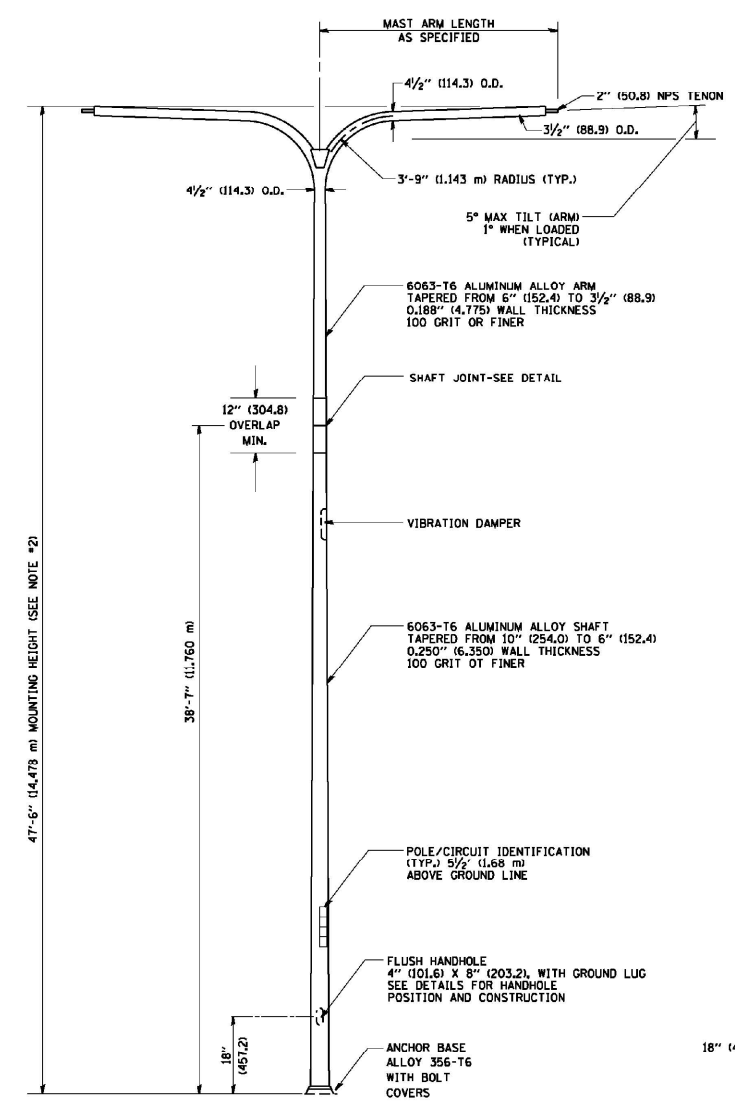 MAST ARM LENGTH
AS SPECIFIED
4½" (114.3) O.D.
2" (50.8) NPS TENON
3½" (88.9) O.D.
3'-9" (1.143 m) RADIUS (TYP.)
4½" (114.3) O.D.
5° MAX TILT (ARM)
1° WHEN LOADED
(TYPICAL)
6063-T6 ALUMINUM ALLOY ARM
TAPERED FROM 6" (152.4) TO 3½" (88.9)
0.188" (4.775) WALL THICKNESS
100 GRIT OR FINER
SHAFT JOINT-SEE DETAIL
12" (304.8)
OVERLAP
MIN.
VIBRATION DAMPER
47'-6" (14.478 m) MOUNTING HEIGHT (SEE NOTE #2)
38'-7" (11.760 m)
6063-T6 ALUMINUM ALLOY SHAFT
TAPERED FROM 10" (254.0) TO 6" (152.4)
0.250" (6.350) WALL THICKNESS
100 GRIT OT FINER
POLE/CIRCUIT IDENTIFICATION
(TYP.) 5½' (1.68 m)
ABOVE GROUND LINE
FLUSH HANDHOLE
4" (101.6) X 8" (203.2), WITH GROUND LUG
SEE DETAILS FOR HANDHOLE
POSITION AND CONSTRUCTION
18"
(457.2)
ANCHOR BASE
ALLOY 356-T6
WITH BOLT
COVERS
18" (4